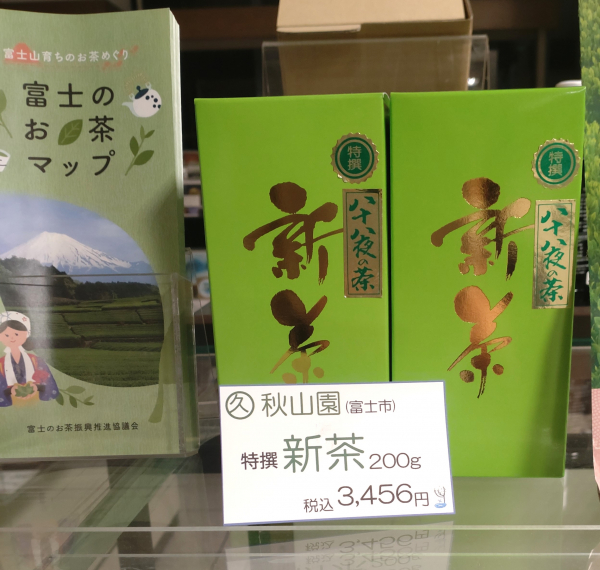 富士山育ちのお茶めぐり
富士の
お茶
マップ
富士のお茶振興推進協議会
特撰
八十八夜の茶
新茶
特撰
八十八夜の茶
新茶
久 秋山園 (富士市)
特撰 新茶 200g
税込 3,456円